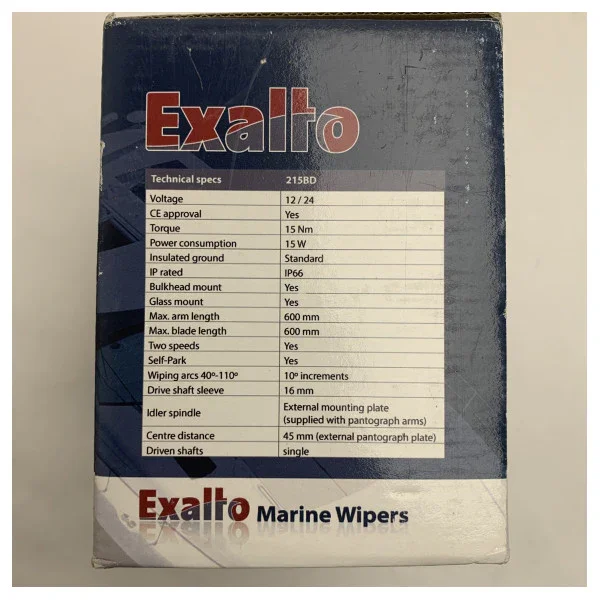 Exalto
Technical specs 215BD
Voltage 12 / 24
CE approval Yes
Torque 15 Nm
Power consumption 15 W
Insulated ground Standard
IP rated IP66
Bulkhead mount Yes
Glass mount Yes
Max. arm length 600 mm
Max. blade length 600 mm
Two speeds Yes
Self-Park Yes
Wiping arcs 40º-110º 10º increments
Drive shaft sleeve 16 mm
Idler spindle External mounting plate
(supplied with pantograph arms)
Centre distance 45 mm (external pantograph plate)
Driven shafts single
Exalto Marine Wipers